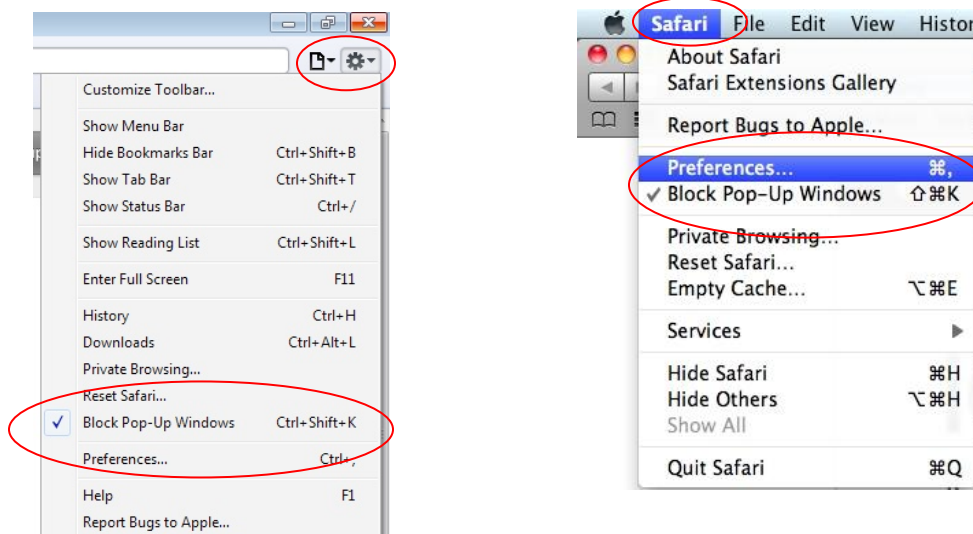 Customize Toolbar...
Show Menu Bar
Hide Bookmarks Bar Ctrl+Shift+B
Show Tab Bar Ctrl+Shift+T
Show Status Bar Ctrl+/
Show Reading List Ctrl+Shift+L
Enter Full Screen F11
History Ctrl+H
Downloads Ctrl+Alt+L
Private Browsing...
Reset Safari...
Block Pop-Up Windows Ctrl+Shift+K
Preferences... Ctrl+,
Help F1
Report Bugs to Apple...
Safari File Edit View Histor
About Safari
Safari Extensions Gallery
Report Bugs to Apple...
Preferences... ⌘,
✓ Block Pop-Up Windows ⇧⌘K
Private Browsing...
Reset Safari...
Empty Cache... ⌥⌘E
Services
Hide Safari ⌘H
Hide Others ⌥⌘H
Show All
Quit Safari ⌘Q